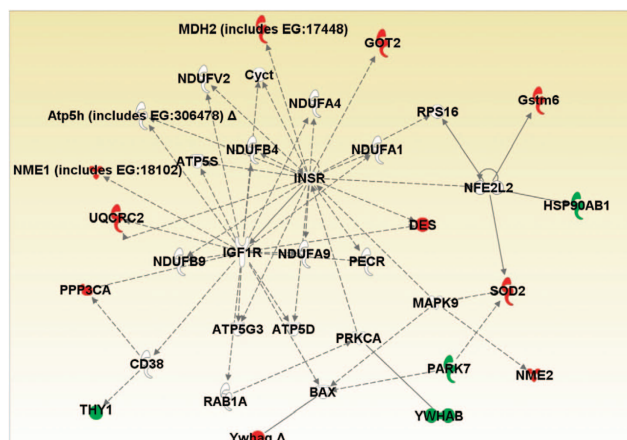 MDH2 (includes EG:17448)
GOT2
NDUFV2
Cyct
NDUFA4
Gstm6
Atp5h (includes EG:306478) Δ
RPS16
NDUFB4
NDUFA1
ATP5S
NME1 (includes EG:18102)
INSR
NFE2L2
HSP90AB1
UQCRC2
DES
IGF1R
NDUFA9
NDUFB9
PECR
PPP3CA
SOD2
MAPK9
ATP5G3
ATP5D
PRKCA
CD38
PARK7
NME2
RAB1A
BAX
THY1
YWHAB
Ywhag Δ